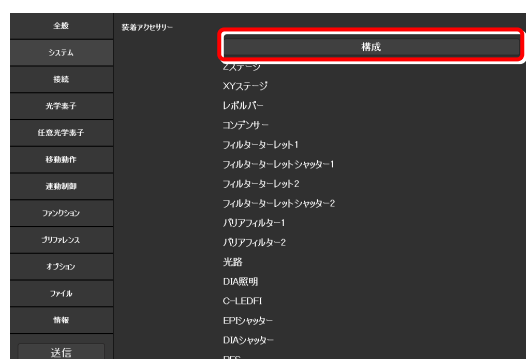 全般
システム
接続
光学素子
任意光学素子
移動動作
連動制御
ファンクション
プリファレンス
オプション
ファイル
情報
送信
装着アクセサリー
構成
Zステージ
XYステージ
レボルバー
コンデンサー
フィルターターレット1
フィルターターレットシャッター1
フィルターターレット2
フィルターターレットシャッター2
バリアフィルター1
バリアフィルター2
光路
DIA照明
C-LEDFI
EPIシャッター
DIAシャッター
PFS